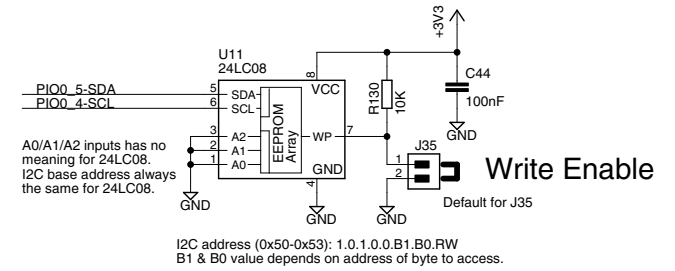 +3V3
U11
24LC08
C44
100nF
GND
R130
10K
PIO0_5-SDA
PIO0_4-SCL
5
6
SDA
SCL
8
VCC
EEPROM
Array
WP
7
3
2
1
A2
A1
A0
GND
4
GND
GND
GND
J35
1
2
Write Enable
Default for J35
A0/A1/A2 inputs has no
meaning for 24LC08.
I2C base address always
the same for 24LC08.
I2C address (0x50-0x53): 1.0.1.0.0.B1.B0.RW
B1 & B0 value depends on address of byte to access.